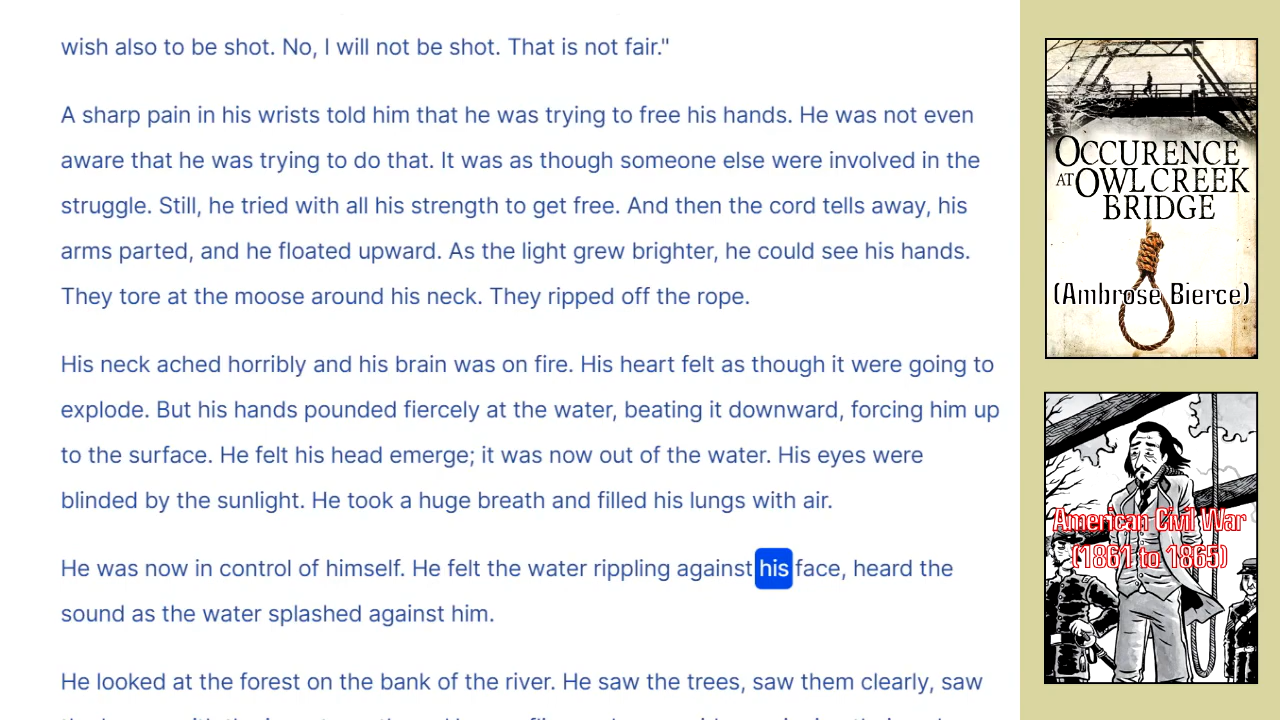 wish also to be shot. No, I will not be shot. That is not fair."
A sharp pain in his wrists told him that he was trying to free his hands. He was not even
aware that he was trying to do that. It was as though someone else were involved in the
struggle. Still, he tried with all his strength to get free. And then the cord tells away, his
arms parted, and he floated upward. As the light grew brighter, he could see his hands.
They tore at the moose around his neck. They ripped off the rope.
His neck ached horribly and his brain was on fire. His heart felt as though it were going to
explode. But his hands pounded fiercely at the water, beating it downward, forcing him up
to the surface. He felt his head emerge; it was now out of the water. His eyes were
blinded by the sunlight. He took a huge breath and filled his lungs with air.
He was now in control of himself. He felt the water rippling against his face, heard the
sound as the water splashed against him.
He looked at the forest on the bank of the river. He saw the trees, saw them clearly, saw
OCCURENCE
AT OWL CREEK
BRIDGE
(Ambrose Bierce)
American Civil War
(1861 to 1865)